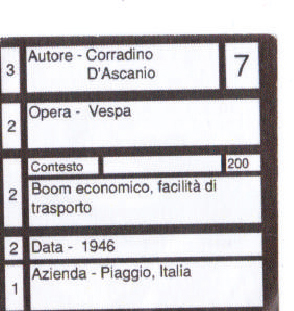 3 Autore - Corradino 7
D'Ascanio
2 Opera - Vespa
Contesto 200
2 Boom economico, facilità di
trasporto
2 Data - 1946
1 Azienda - Piaggio, Italia